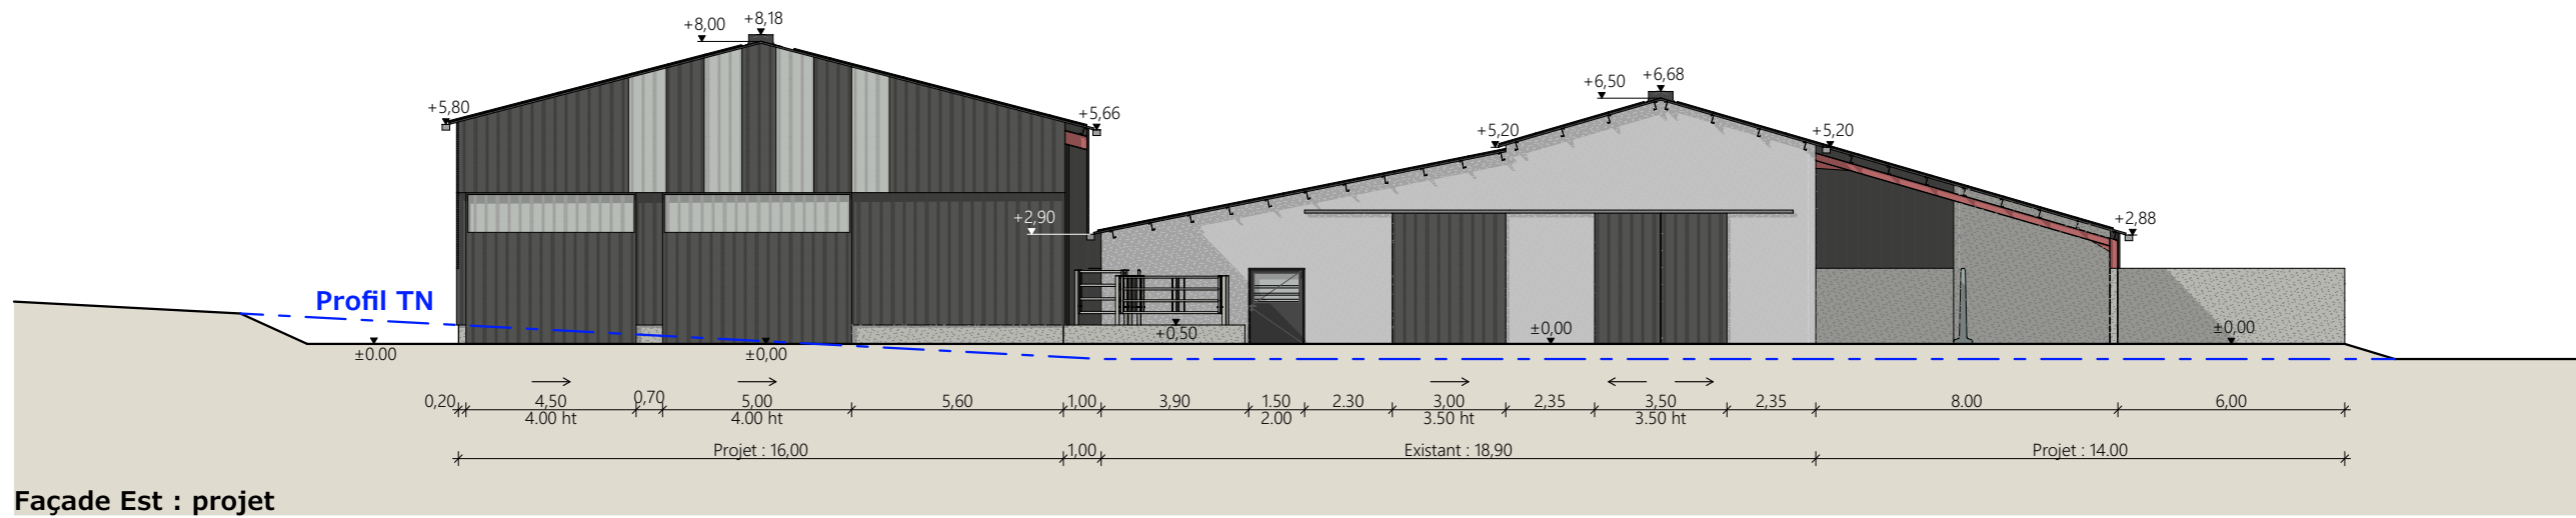 +8,00 +8,18
+6,50 +6,68
+5,80 +5,66
+5,20 +5,20
+2,90 +2,88
Profil TN
+0,50 ±0,00 ±0,00
±0.00 ±0,00
0,20 4,50 0,70 5,00 5,60 1,00 3,90 1.50 2.30 3,00 2,35 3,50 2,35 8.00 6,00
4.00 ht 4.00 ht 2.00 3.50 ht 3.50 ht
Projet : 16,00 1,00 Existant : 18,90 Projet : 14.00
Façade Est : projet